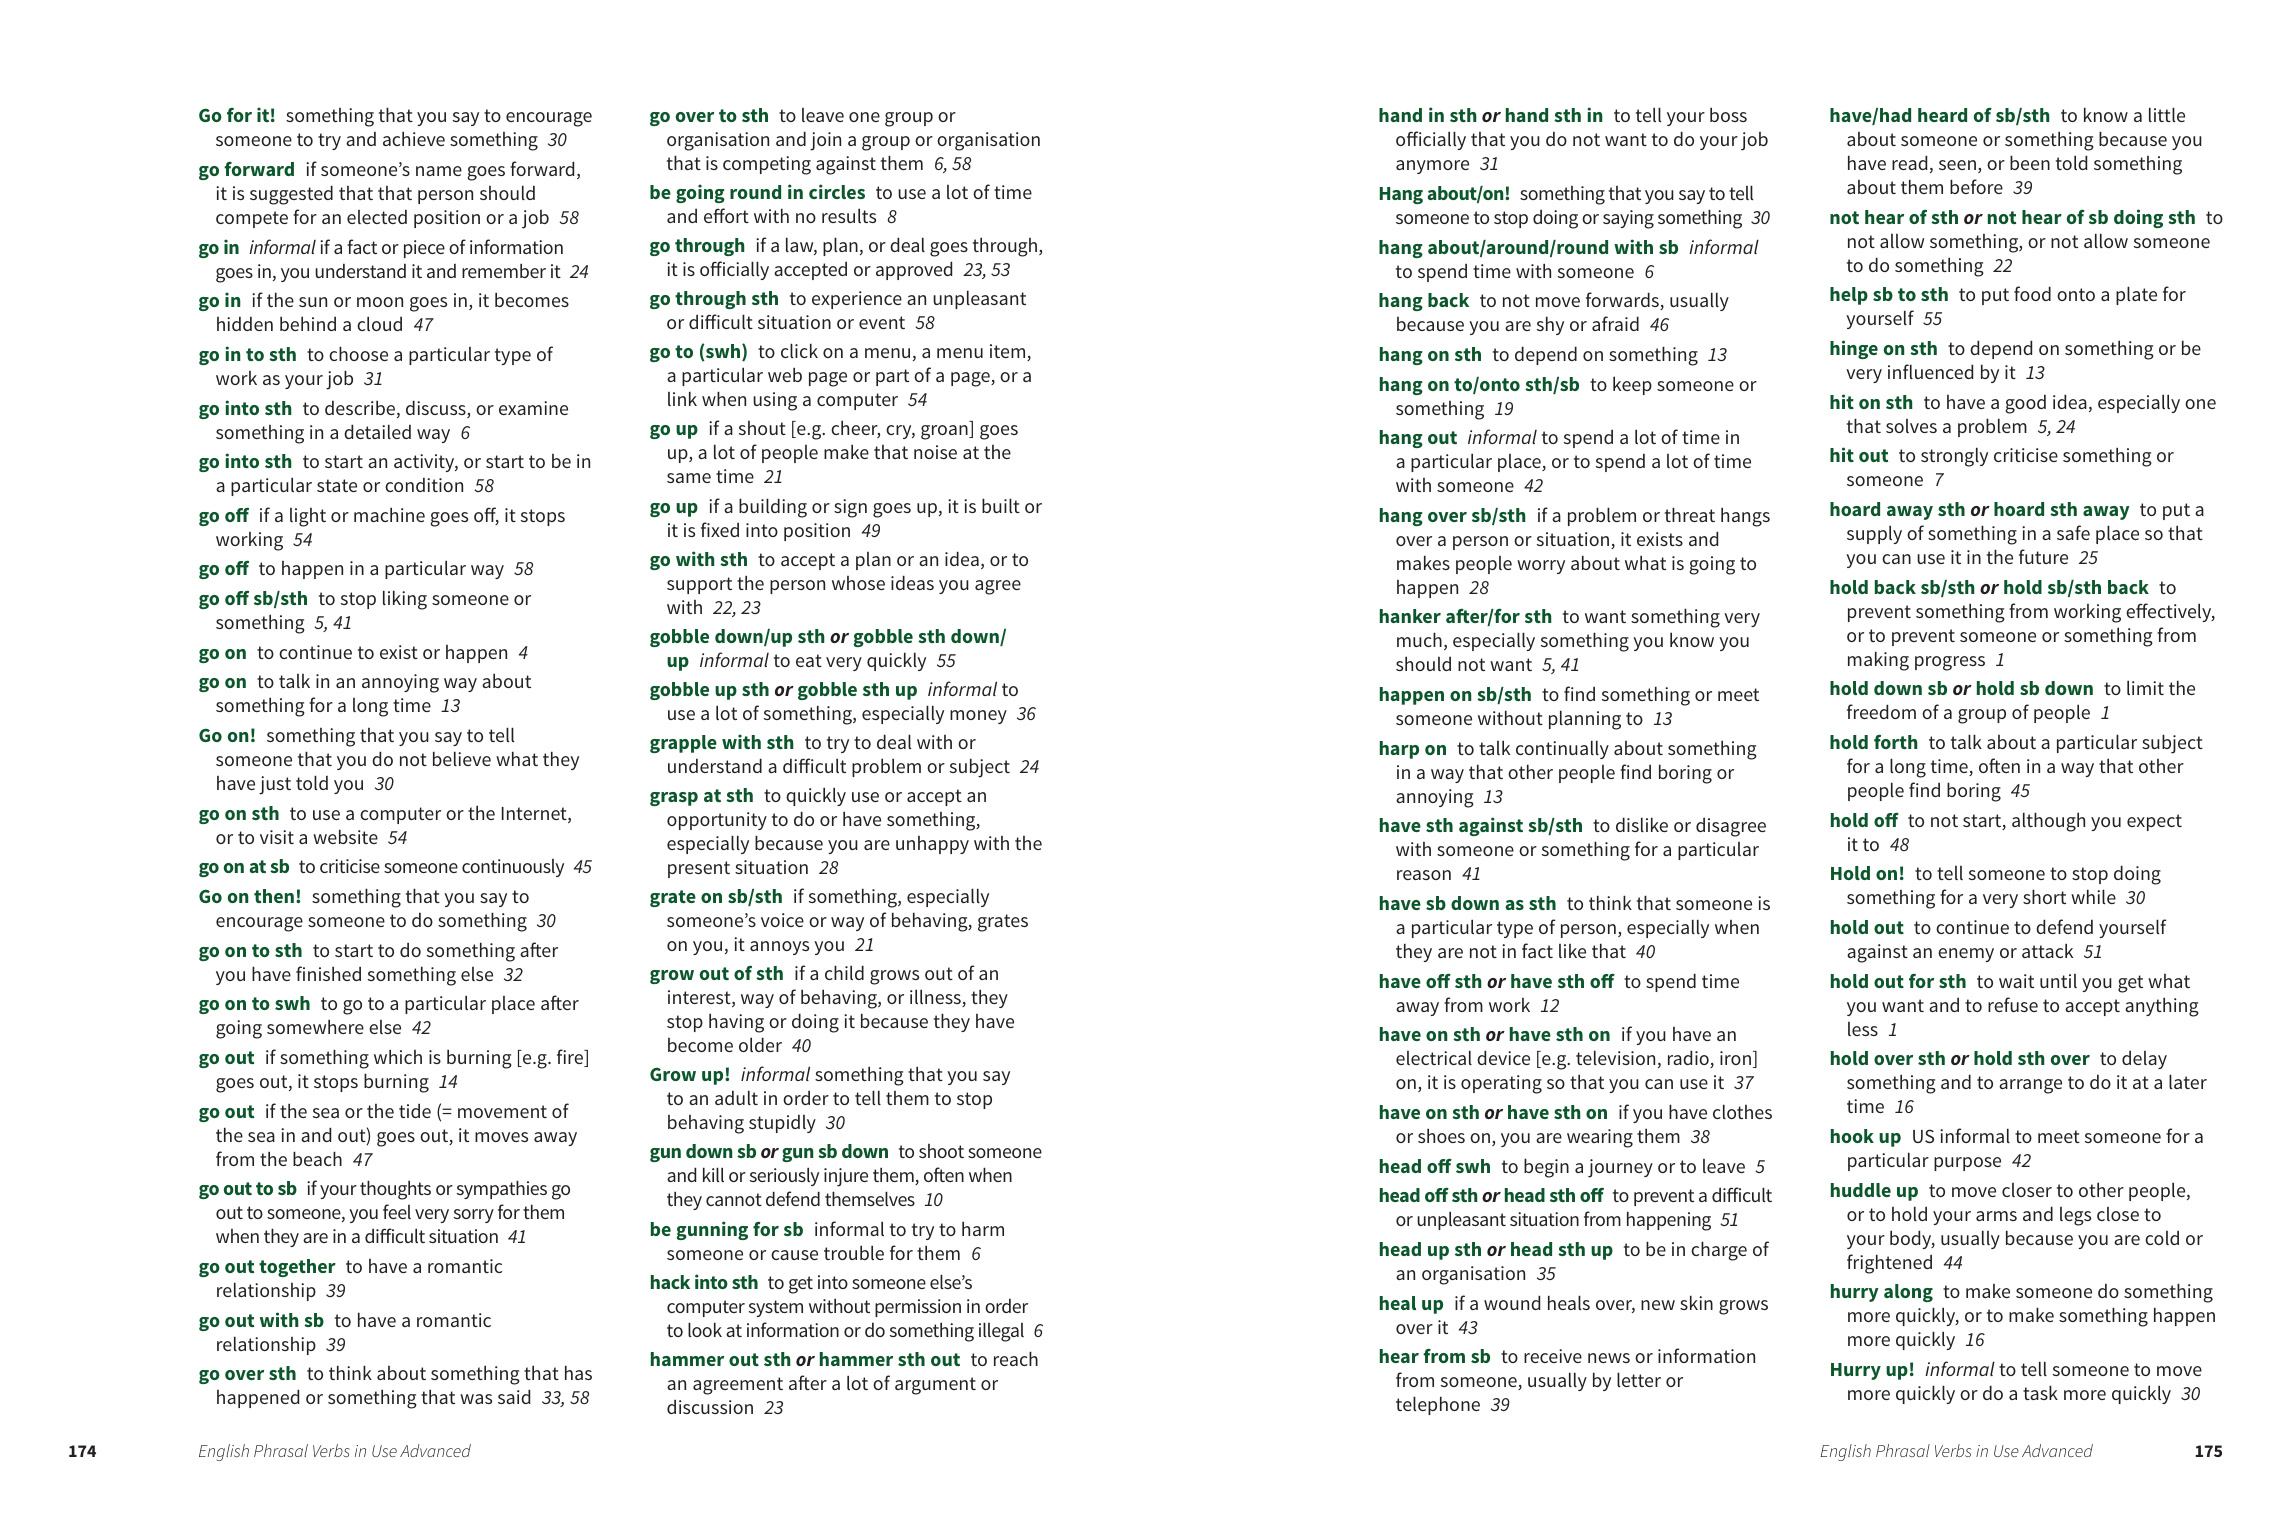 Go for it! something that you say to encourage
someone to try and achieve something 30
go forward if someone’s name goes forward,
it is suggested that that person should
compete for an elected position or a job 58
go in informal if a fact or piece of information
goes in, you understand it and remember it 24
go in if the sun or moon goes in, it becomes
hidden behind a cloud 47
go in to sth to choose a particular type of
work as your job 31
go into sth to describe, discuss, or examine
something in a detailed way 6
go into sth to start an activity, or start to be in
a particular state or condition 58
go off if a light or machine goes off, it stops
working 54
go off to happen in a particular way 58
go off sb/sth to stop liking someone or
something 5, 41
go on to continue to exist or happen 4
go on to talk in an annoying way about
something for a long time 13
Go on! something that you say to tell
someone that you do not believe what they
have just told you 30
go on sth to use a computer or the Internet,
or to visit a website 54
go on at sb to criticise someone continuously 45
Go on then! something that you say to
encourage someone to do something 30
go on to sth to start to do something after
you have finished something else 32
go on to swh to go to a particular place after
going somewhere else 42
go out if something which is burning [e.g. fire]
goes out, it stops burning 14
go out if the sea or the tide (= movement of
the sea in and out) goes out, it moves away
from the beach 47
go out to sb if your thoughts or sympathies go
out to someone, you feel very sorry for them
when they are in a difficult situation 41
go out together to have a romantic
relationship 39
go out with sb to have a romantic
relationship 39
go over sth to think about something that has
happened or something that was said 33, 58
go over to sth to leave one group or
organisation and join a group or organisation
that is competing against them 6, 58
be going round in circles to use a lot of time
and effort with no results 8
go through if a law, plan, or deal goes through,
it is officially accepted or approved 23, 53
go through sth to experience an unpleasant
or difficult situation or event 58
go to (swh) to click on a menu, a menu item,
a particular web page or part of a page, or a
link when using a computer 54
go up if a shout [e.g. cheer, cry, groan] goes
up, a lot of people make that noise at the
same time 21
go up if a building or sign goes up, it is built or
it is fixed into position 49
go with sth to accept a plan or an idea, or to
support the person whose ideas you agree
with 22, 23
gobble down/up sth or gobble sth down/
up informal to eat very quickly 55
gobble up sth or gobble sth up informal to
use a lot of something, especially money 36
grapple with sth to try to deal with or
understand a difficult problem or subject 24
grasp at sth to quickly use or accept an
opportunity to do or have something,
especially because you are unhappy with the
present situation 28
grate on sb/sth if something, especially
someone’s voice or way of behaving, grates
on you, it annoys you 21
grow out of sth if a child grows out of an
interest, way of behaving, or illness, they
stop having or doing it because they have
become older 40
Grow up! informal something that you say
to an adult in order to tell them to stop
behaving stupidly 30
gun down sb or gun sb down to shoot someone
and kill or seriously injure them, often when
they cannot defend themselves 10
be gunning for sb informal to try to harm
someone or cause trouble for them 6
hack into sth to get into someone else’s
computer system without permission in order
to look at information or do something illegal 6
hammer out sth or hammer sth out to reach
an agreement after a lot of argument or
discussion 23
174 English Phrasal Verbs in Use Advanced
hand in sth or hand sth in to tell your boss
officially that you do not want to do your job
anymore 31
Hang about/on! something that you say to tell
someone to stop doing or saying something 30
hang about/around/round with sb informal
to spend time with someone 6
hang back to not move forwards, usually
because you are shy or afraid 46
hang on sth to depend on something 13
hang on to/onto sth/sb to keep someone or
something 19
hang out informal to spend a lot of time in
a particular place, or to spend a lot of time
with someone 42
hang over sb/sth if a problem or threat hangs
over a person or situation, it exists and
makes people worry about what is going to
happen 28
hanker after/for sth to want something very
much, especially something you know you
should not want 5, 41
happen on sb/sth to find something or meet
someone without planning to 13
harp on to talk continually about something
in a way that other people find boring or
annoying 13
have sth against sb/sth to dislike or disagree
with someone or something for a particular
reason 41
have sb down as sth to think that someone is
a particular type of person, especially when
they are not in fact like that 40
have off sth or have sth off to spend time
away from work 12
have on sth or have sth on if you have an
electrical device [e.g. television, radio, iron]
on, it is operating so that you can use it 37
have on sth or have sth on if you have clothes
or shoes on, you are wearing them 38
head off swh to begin a journey or to leave 5
head off sth or head sth off to prevent a difficult
or unpleasant situation from happening 51
head up sth or head sth up to be in charge of
an organisation 35
heal up if a wound heals over, new skin grows
over it 43
hear from sb to receive news or information
from someone, usually by letter or
telephone 39
have/had heard of sb/sth to know a little
about someone or something because you
have read, seen, or been told something
about them before 39
not hear of sth or not hear of sb doing sth to
not allow something, or not allow someone
to do something 22
help sb to sth to put food onto a plate for
yourself 55
hinge on sth to depend on something or be
very influenced by it 13
hit on sth to have a good idea, especially one
that solves a problem 5, 24
hit out to strongly criticise something or
someone 7
hoard away sth or hoard sth away to put a
supply of something in a safe place so that
you can use it in the future 25
hold back sb/sth or hold sb/sth back to
prevent something from working effectively,
or to prevent someone or something from
making progress 1
hold down sb or hold sb down to limit the
freedom of a group of people 1
hold forth to talk about a particular subject
for a long time, often in a way that other
people find boring 45
hold off to not start, although you expect
it to 48
Hold on! to tell someone to stop doing
something for a very short while 30
hold out to continue to defend yourself
against an enemy or attack 51
hold out for sth to wait until you get what
you want and to refuse to accept anything
less 1
hold over sth or hold sth over to delay
something and to arrange to do it at a later
time 16
hook up US informal to meet someone for a
particular purpose 42
huddle up to move closer to other people,
or to hold your arms and legs close to
your body, usually because you are cold or
frightened 44
hurry along to make someone do something
more quickly, or to make something happen
more quickly 16
Hurry up! informal to tell someone to move
more quickly or do a task more quickly 30
English Phrasal Verbs in Use Advanced 175